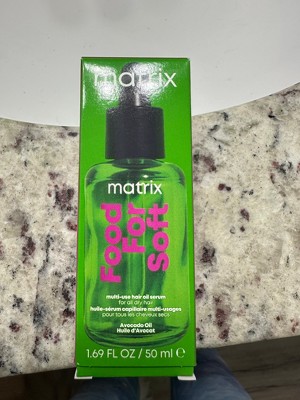 matrix
matrix
Food
For
Soft
multi-use hair oil serum
for all dry hair
huile-sérum capillaire multi-usages
pour tous les cheveux secs
Avocado Oil
Huile d'Avocat
1.69 FL OZ / 50 ml ℮